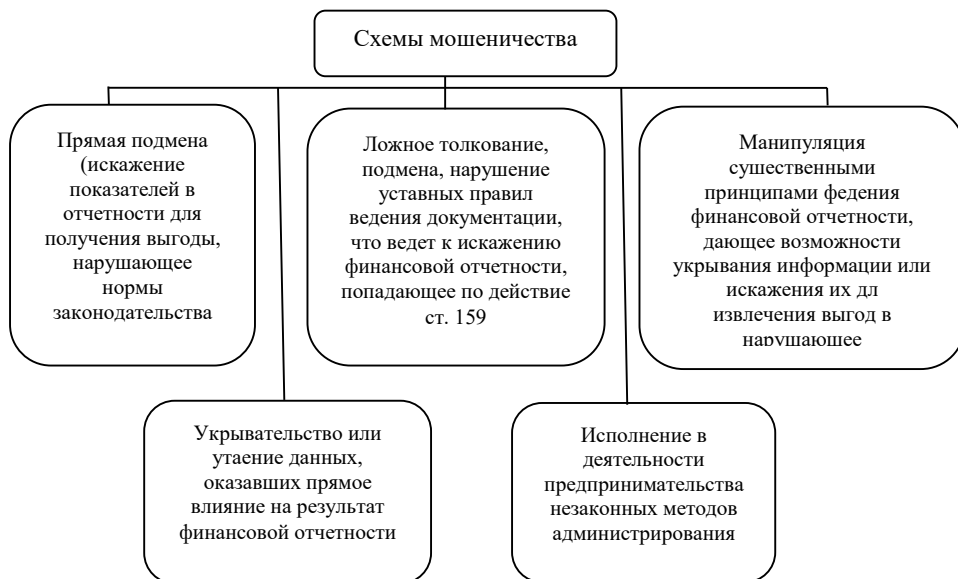 Схемы мошеничества
Прямая подмена
(искажение
показателей в
отчетности для
получения выгоды,
нарушающее
нормы
законодательства
Ложное толкование,
подмена, нарушение
уставных правил
ведения документации,
что ведет к искажению
финансовой отчетности,
попадающее по действие
ст. 159
Манипуляция
существенными
принципами федения
финансовой отчетности,
дающее возможности
укрывания информации или
искажения их дл
извлечения выгод в
нарушающее
Укрывательство или
утаение данных,
оказавших прямое
влияние на результат
финансовой отчетности
Исполнение в
деятельности
предпринимательства
незаконных методов
администрирования